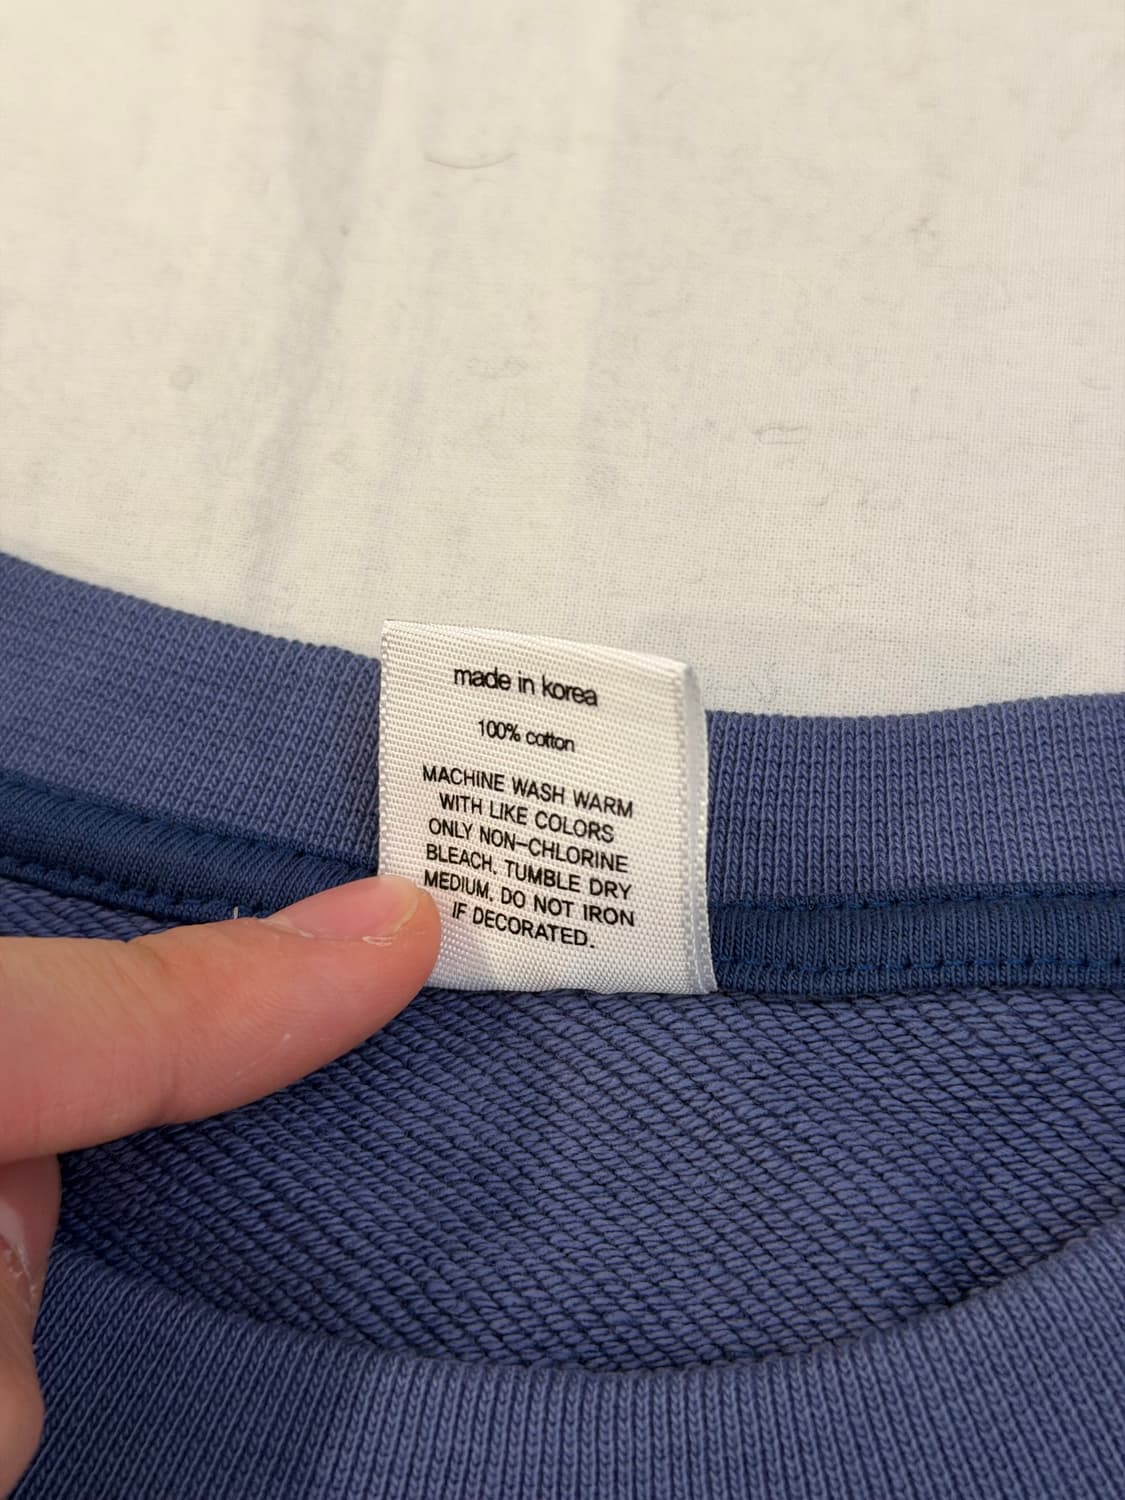 made in korea
100% cotton
MACHINE WASH WARM
WITH LIKE COLORS
ONLY NON-CHLORINE
BLEACH, TUMBLE DRY
MEDIUM, DO NOT IRON
IF DECORATED.